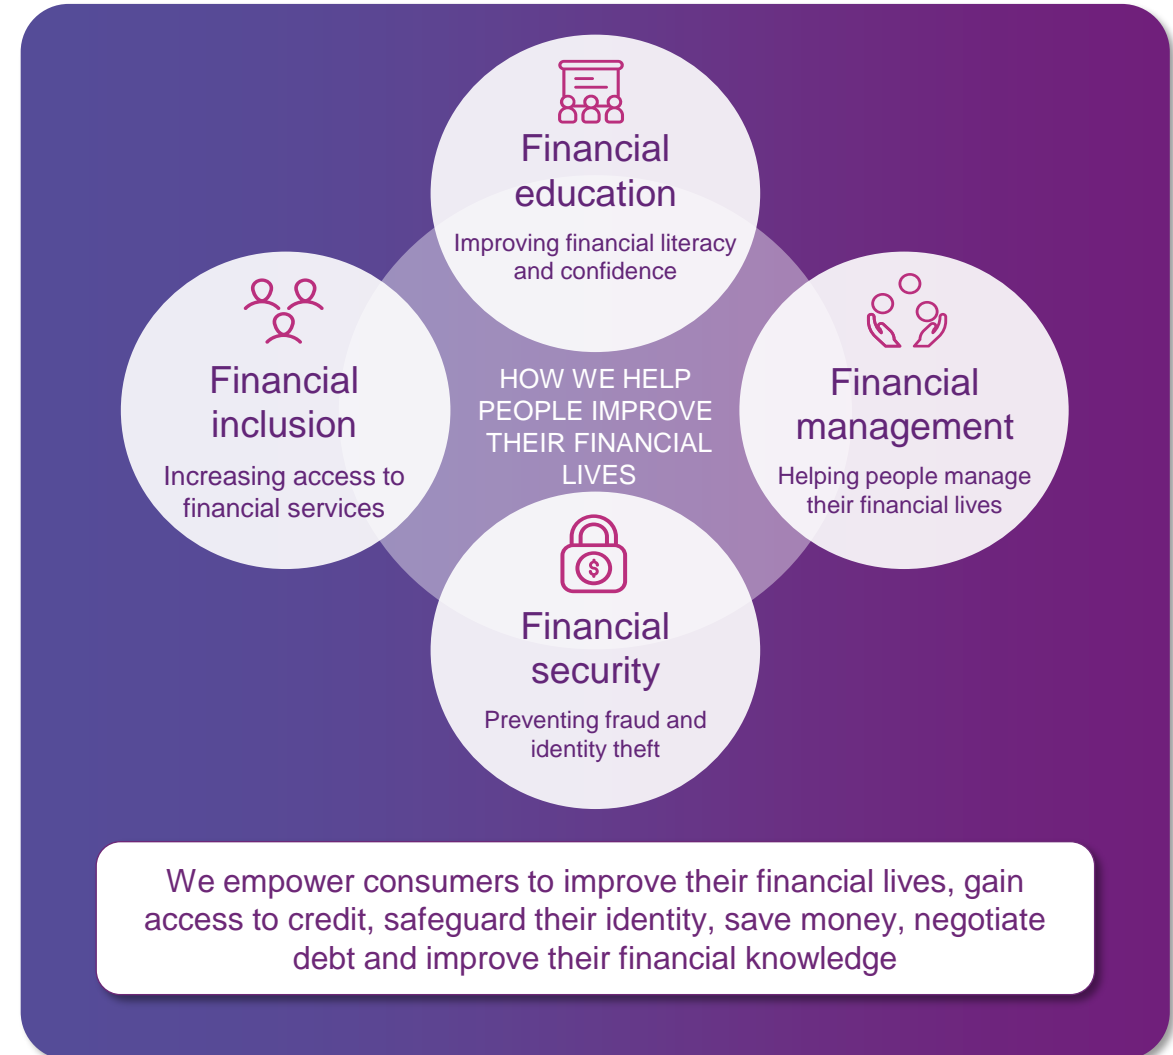 Financial
education
Improving financial literacy
and confidence
Financial
inclusion
Increasing access to
financial services
HOW WE HELP
PEOPLE IMPROVE
THEIR FINANCIAL
LIVES
Financial
management
Helping people manage
their financial lives
$
Financial
security
Preventing fraud and
identity theft
We empower consumers to improve their financial lives, gain
access to credit, safeguard their identity, save money, negotiate
debt and improve their financial knowledge